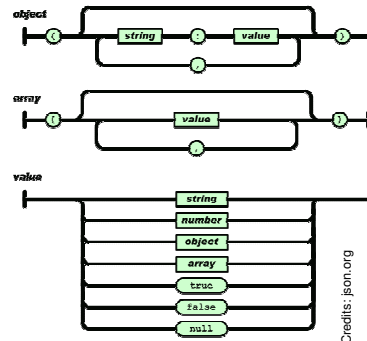 object
{ string : value }
,
array
[ value ]
,
value
string
number
object
array
true
false
null
Credits: json.org